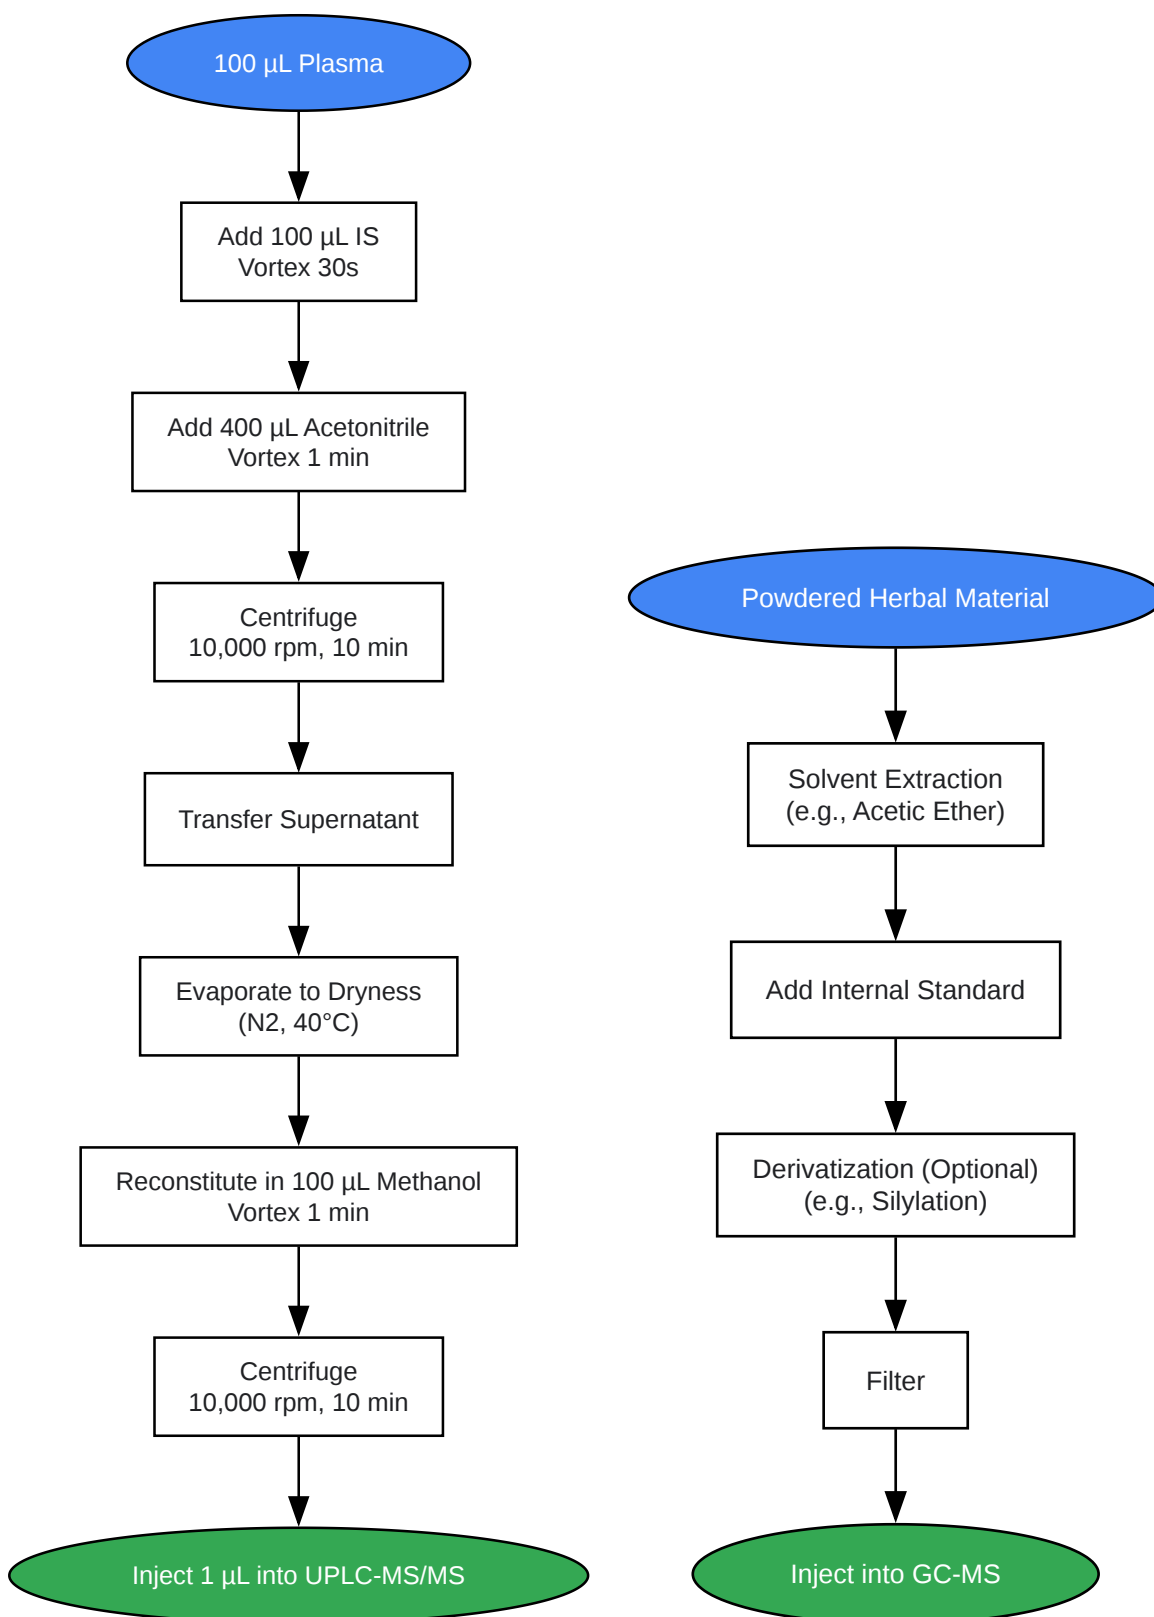 100 µL Plasma
Add 100 µL IS
Vortex 30s
Add 400 µL Acetonitrile
Vortex 1 min
Centrifuge
10,000 rpm, 10 min
Transfer Supernatant
Evaporate to Dryness
(N2, 40°C)
Reconstitute in 100 µL Methanol
Vortex 1 min
Centrifuge
10,000 rpm, 10 min
Inject 1 µL into UPLC-MS/MS
Powdered Herbal Material
Solvent Extraction
(e.g., Acetic Ether)
Add Internal Standard
Derivatization (Optional)
(e.g., Silylation)
Filter
Inject into GC-MS